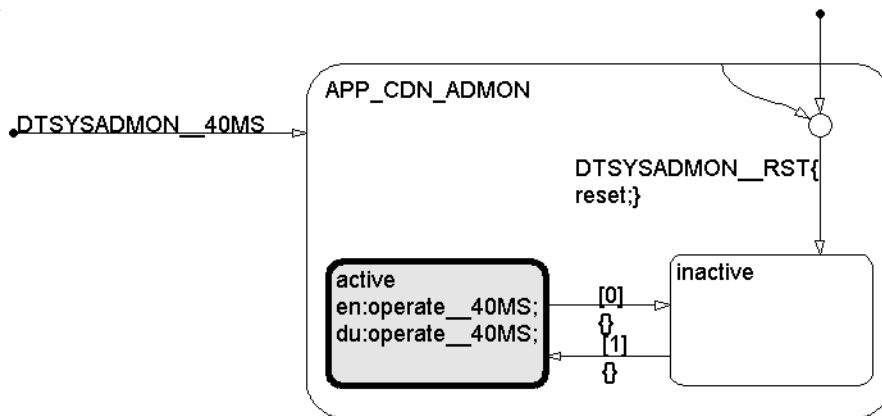 APP_CDN_ADMON
DTSYSADMON__40MS
DTSYSADMON__RST{
reset;}
active
en:operate__40MS;
du:operate__40MS;
[0]
{}
[1]
{}
inactive